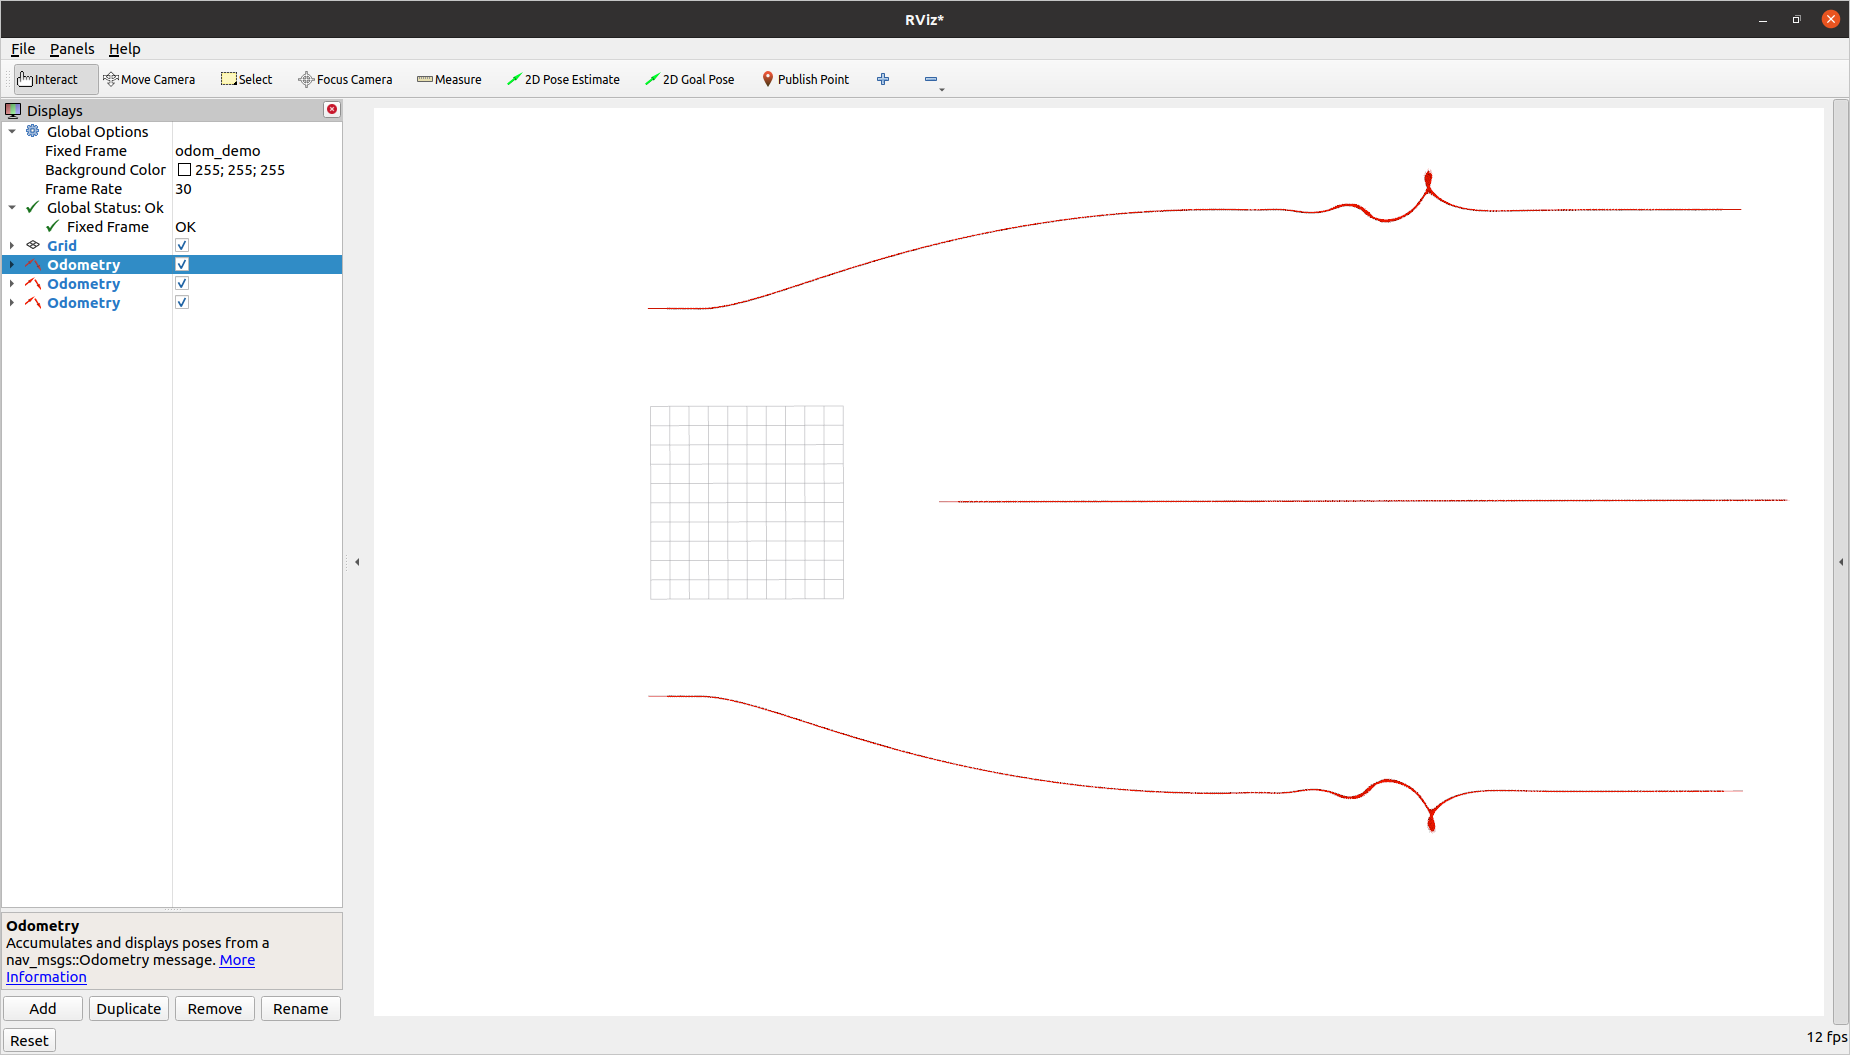 RViz*
File Panels Help
Interact Move Camera Select Focus Camera Measure 2D Pose Estimate 2D Goal Pose Publish Point
Displays
Global Options
Fixed Frame odom_demo
Background Color 255; 255; 255
Frame Rate 30
Global Status: Ok
Fixed Frame OK
Grid
Odometry
Odometry
Odometry
Odometry
Accumulates and displays poses from a
nav_msgs::Odometry message. More
Information
Add Duplicate Remove Rename
Reset
12 fps